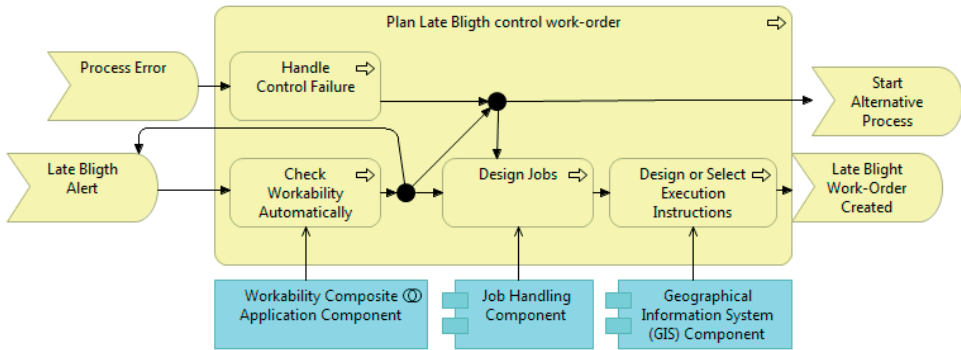 Plan Late Bligth control work-order
Process Error
Handle
Control Failure
Start
Alternative
Process
Late Bligth
Alert
Check
Workability
Automatically
Design Jobs
Design or Select
Execution
Instructions
Late Blight
Work-Order
Created
Workability Composite
Application Component
Job Handling
Component
Geographical
Information System
(GIS) Component